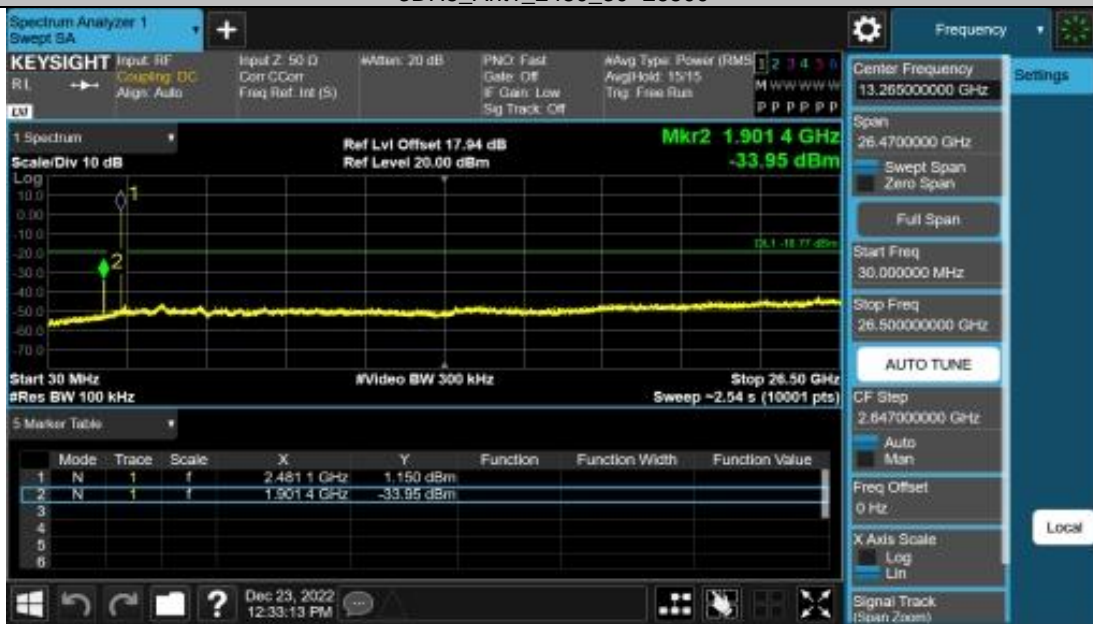 Spectrum Analyzer 1
Swept SA
+
Frequency
KEYSIGHT
RL
LXI
Input: RF
Coupling: DC
Align: Auto
Input Z: 50 Ω
Corr CCorr
Freq Ref: Int (S)
#Atten: 20 dB
PNO: Fast
Gate: Off
IF Gain: Low
Sig Track: Off
#Avg Type: Power (RMS
Avg|Hold: 15/15
Trig: Free Run
1 2 3 4 5 6
M W W W W W
P P P P P P
Center Frequency
13.265000000 GHz
Settings
1 Spectrum
Scale/Div 10 dB
Ref Lvl Offset 17.94 dB
Ref Level 20.00 dBm
Mkr2 1.901 4 GHz
-33.95 dBm
Log
10.0
0.00
-10.0
-20.0
-30.0
-40.0
-50.0
-60.0
-70.0
1
2
DL1 -18.77 dBm
Start 30 MHz
#Video BW 300 kHz
Stop 26.50 GHz
#Res BW 100 kHz
Sweep ~2.54 s (10001 pts)
Span
26.4700000 GHz
Swept Span
Zero Span
Full Span
Start Freq
30.000000 MHz
Stop Freq
26.500000000 GHz
AUTO TUNE
CF Step
2.647000000 GHz
Auto
Man
Freq Offset
0 Hz
X Axis Scale
Log
Lin
Signal Track
(Span Zoom)
Local
5 Marker Table
Mode Trace Scale X Y Function Function Width Function Value
1 N 1 f 2.481 1 GHz 1.150 dBm
2 N 1 f 1.901 4 GHz -33.95 dBm
3
4
5
6
?
Dec 23, 2022
12:33:13 PM